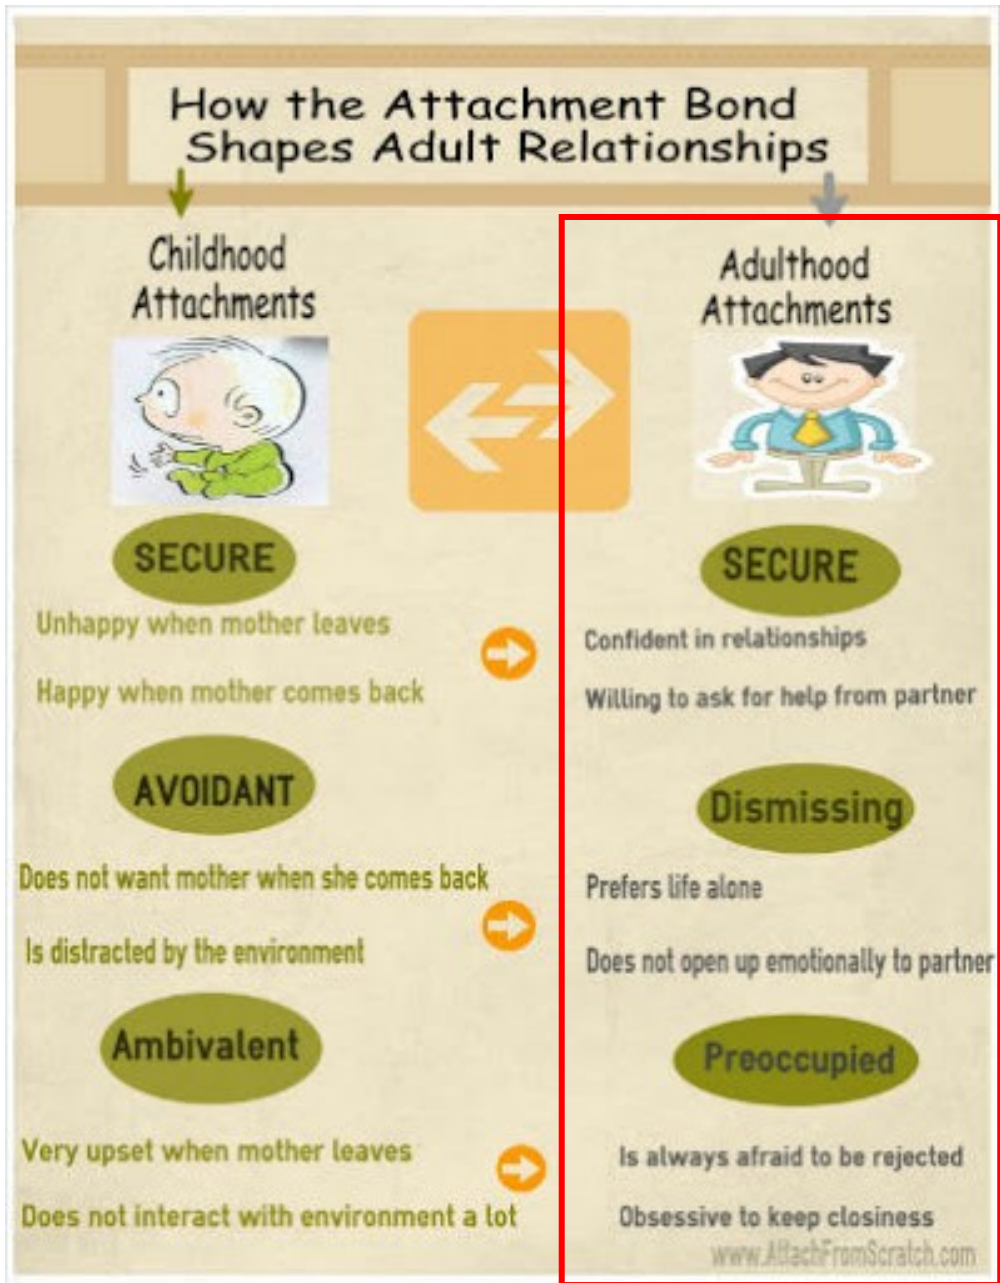 How the Attachment Bond
Shapes Adult Relationships
Childhood
Attachments
SECURE
Unhappy when mother leaves
Happy when mother comes back
AVOIDANT
Does not want mother when she comes back
Is distracted by the environment
Ambivalent
Very upset when mother leaves
Does not interact with environment a lot
Adulthood
Attachments
SECURE
Confident in relationships
Willing to ask for help from partner
Dismissing
Prefers life alone
Does not open up emotionally to partner
Preoccupied
Is always afraid to be rejected
Obsessive to keep closiness
www.AttachFromScratch.com